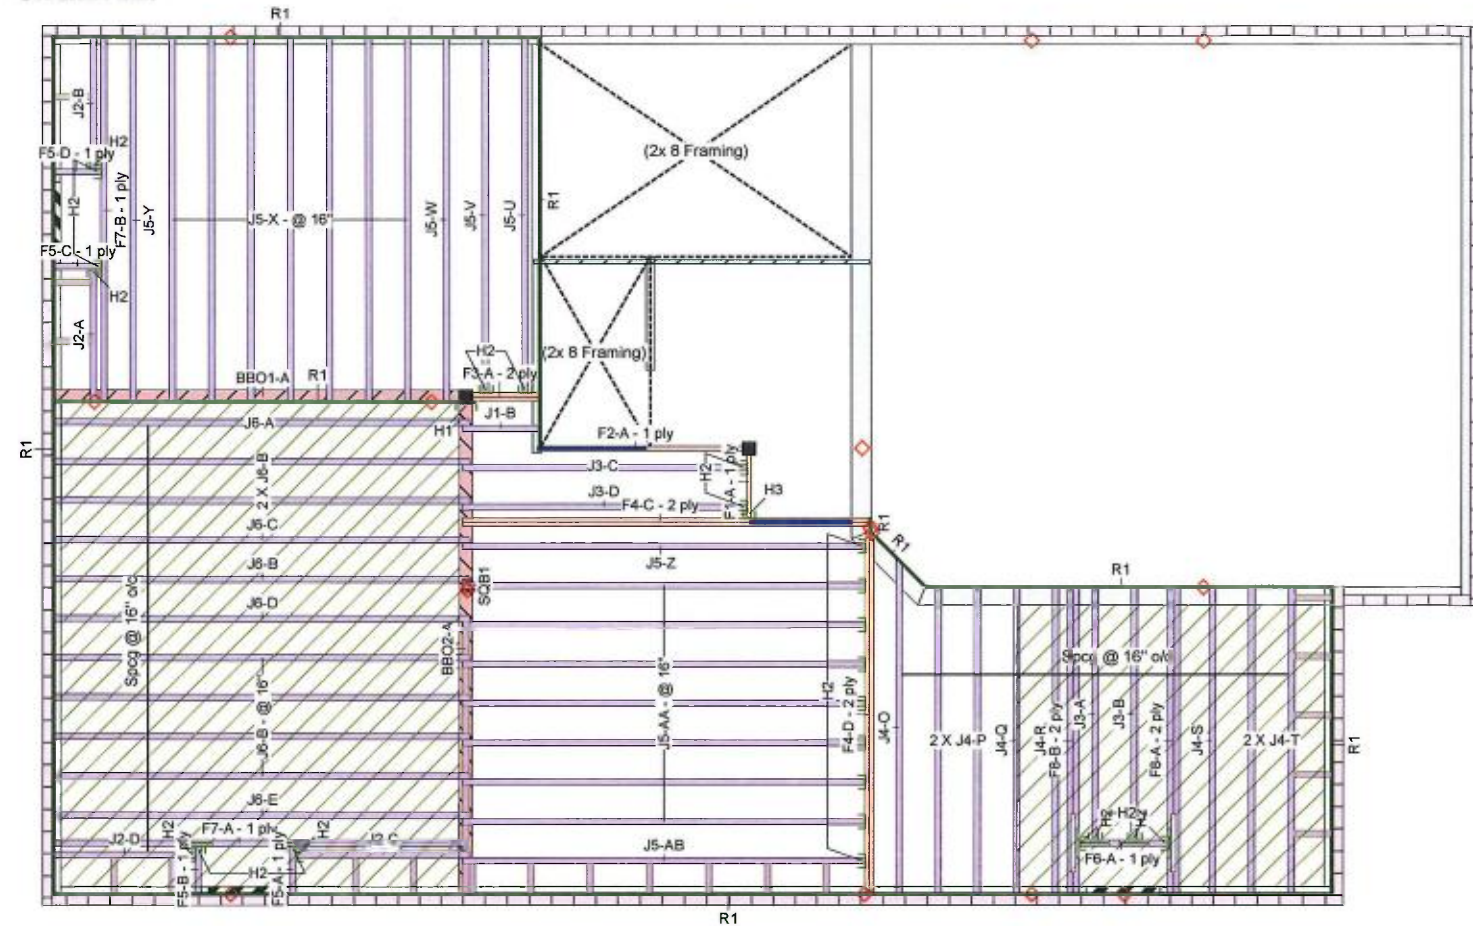 R1
J2-B
H2
F5-D - 1 ply
H2
F7-B - 1 ply
J5-Y
J5-X - @ 16"
J5-W
J5-V
J5-U
R1
(2x 8 Framing)
F5-C - 1 ply
H2
J2-A
(2x 8 Framing)
H2
F3-A - 2 ply
BBO1-A
R1
J1-B
H1
F2-A - 1 ply
R1
J6-A
J3-C
H2
F1-A - 1 ply
H3
2 X J6-B
J3-D
F4-C - 2 ply
J6-C
R1
R1
J6-B
J5-Z
R1
SQB1
J6-D
Spcg @ 16" o/c
BBO2-A
J6-B - @ 16"
J5-AA - @ 16"
H2
F4-D - 2 ply
J4-O
Spcg @ 16" o/c
2 X J4-P
J4-Q
J4-R
F8-B - 2 ply
J3-A
J3-B
F8-A - 2 ply
J4-S
2 X J4-T
R1
J6-E
H2
H2
H2
F7-A - 1 ply
H2
H2
J2-D
J2-C
J5-AB
F6-A - 1 ply
F5-B - 1 ply
H2
F5-A - 1 ply
R1